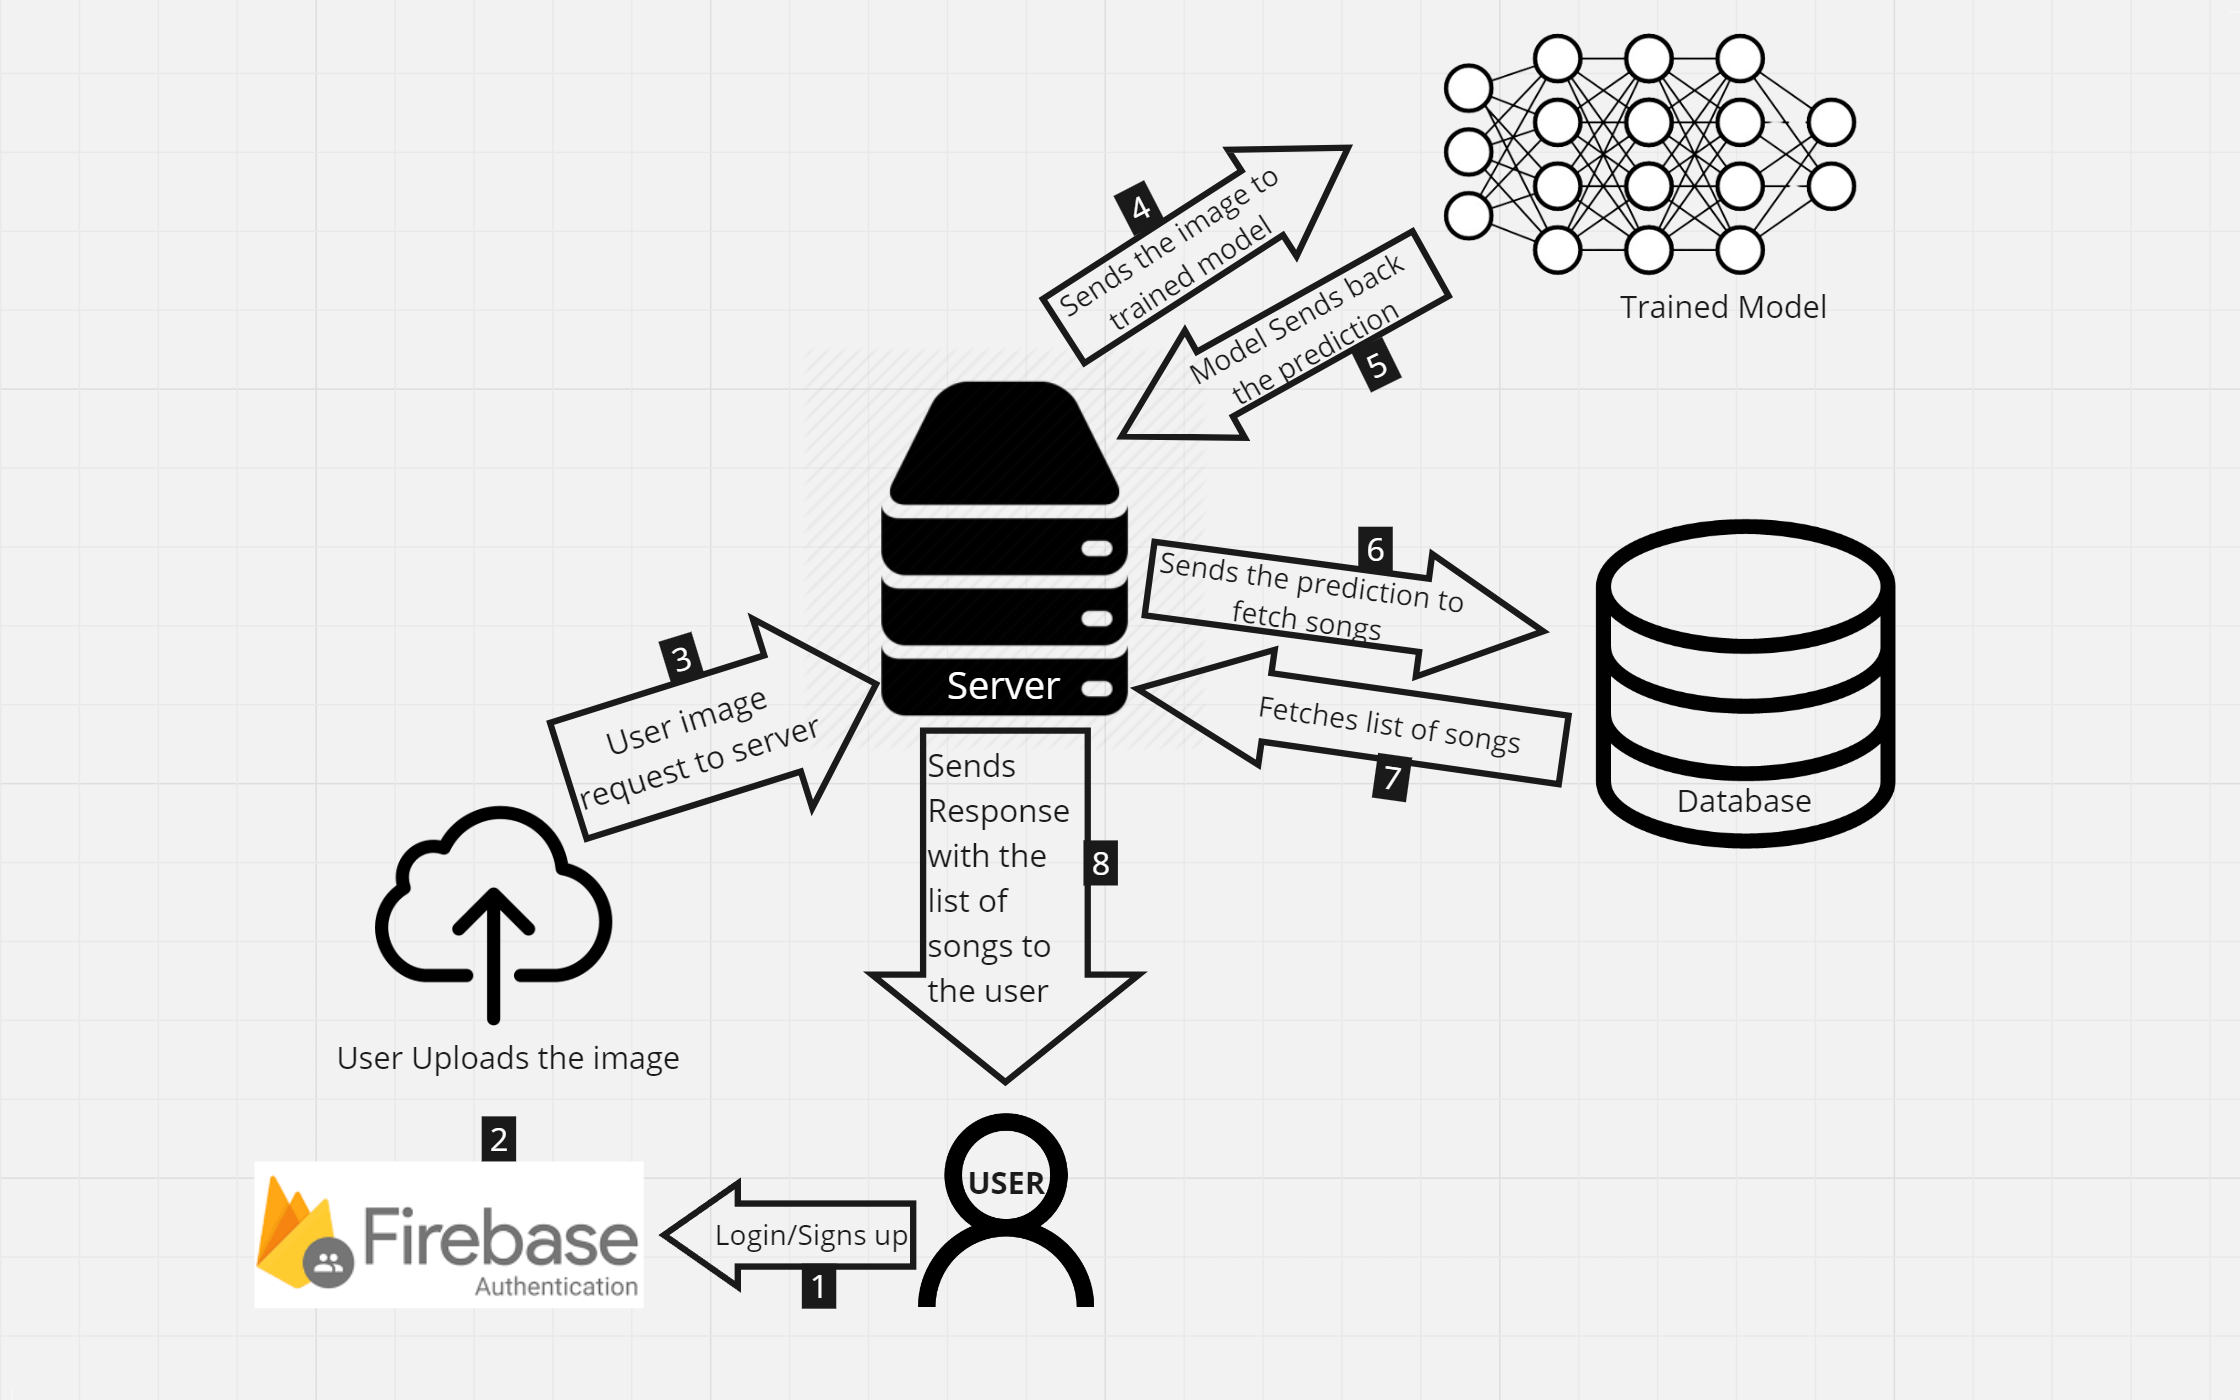 4
Sends the image to
trained model
Model Sends back
the prediction
5
Trained Model
Server
6
Sends the prediction to
fetch songs
Fetches list of songs
7
Database
3
User image
request to server
Sends
Response
with the
list of
songs to
the user
8
User Uploads the image
2
Firebase
Authentication
Login/Signs up
1
USER